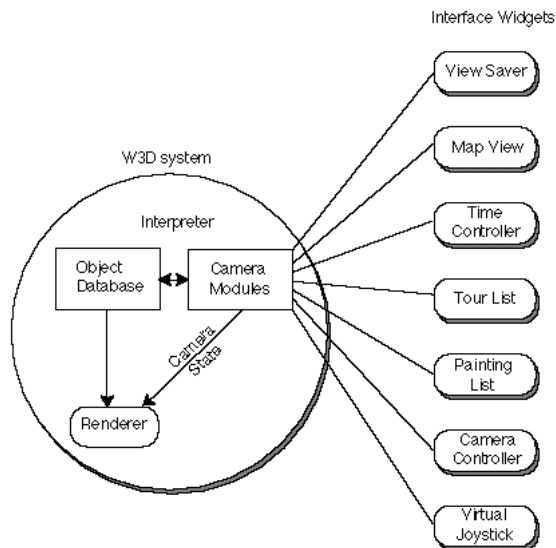 Interface Widgets
View Saver
Map View
Time
Controller
Tour List
Painting
List
Camera
Controller
Virtual
Joystick
W3D system
Interpreter
Object
Database
Camera
Modules
Camera
State
Renderer